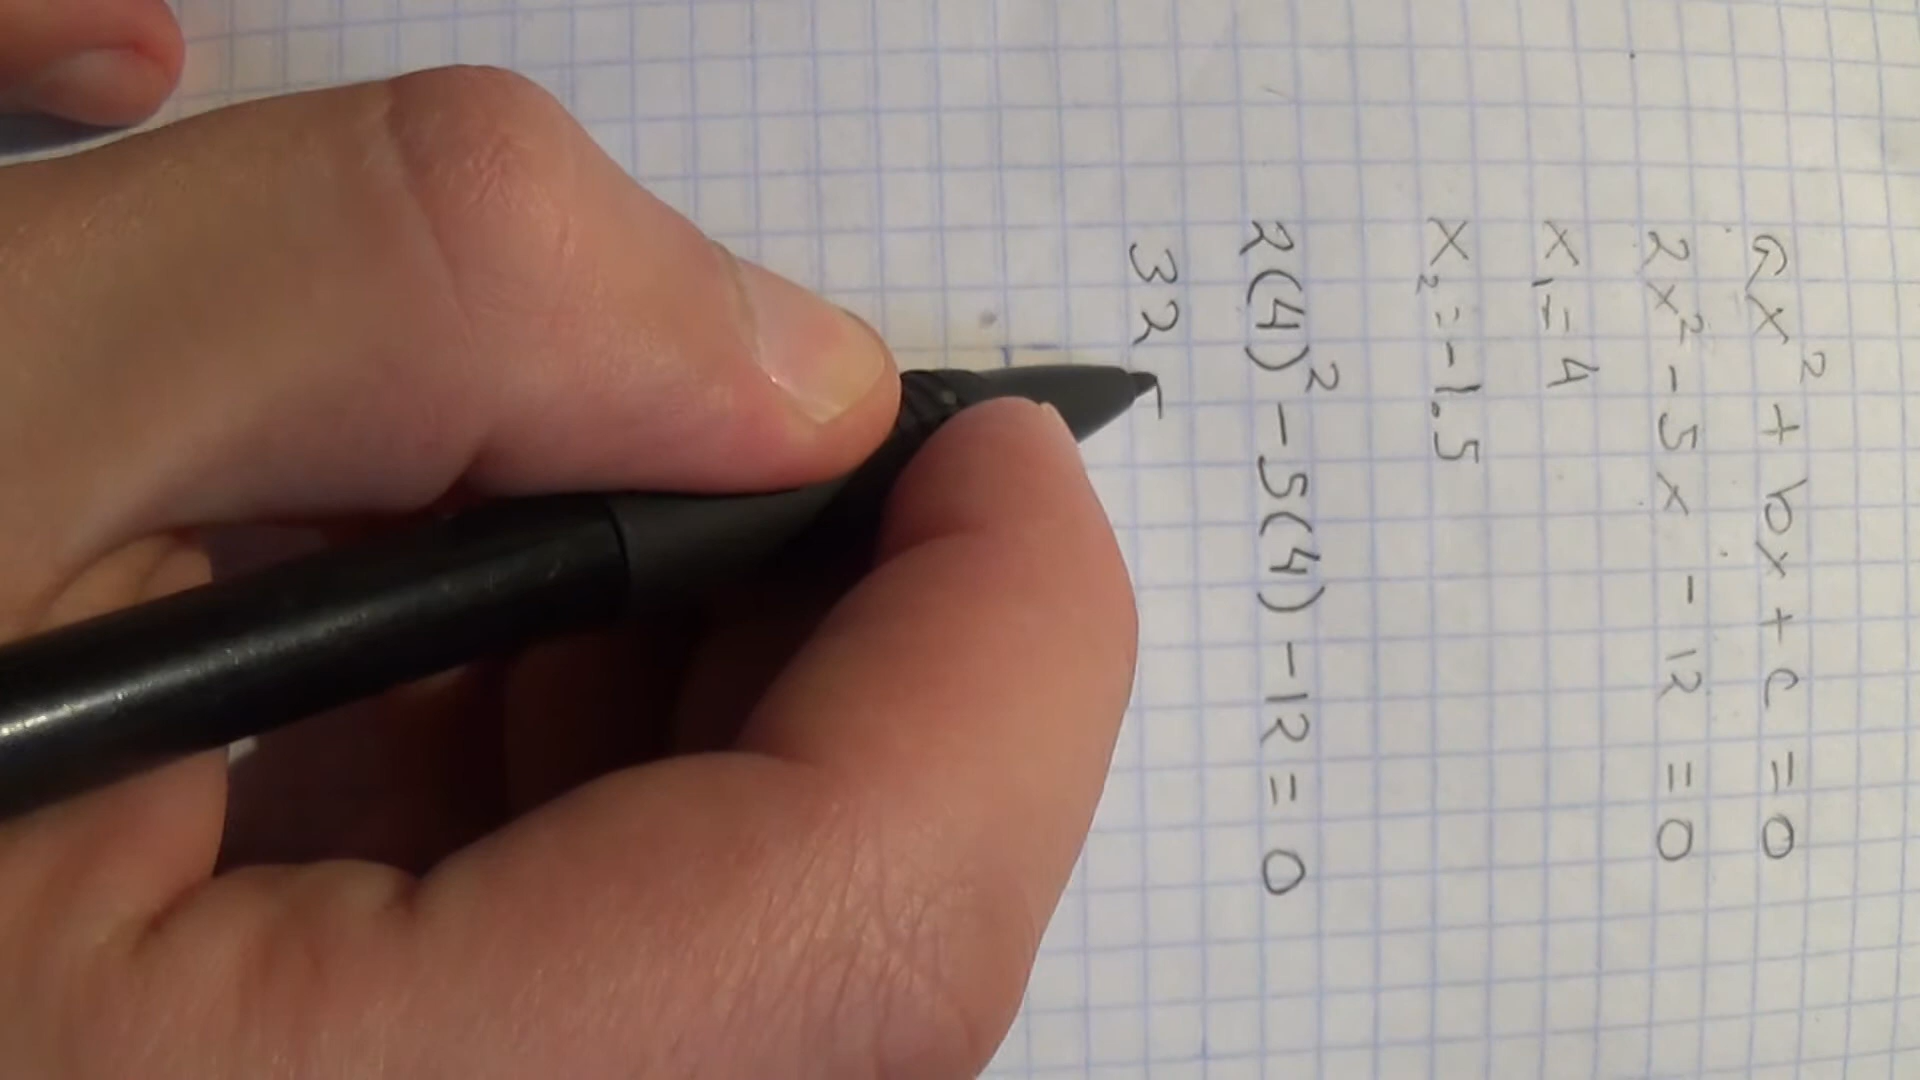 ax² + bx + c = 0
2x² - 5x - 12 = 0
x₁ = 4
x₂ = -1.5
2(4)² - 5(4) - 12 = 0
32